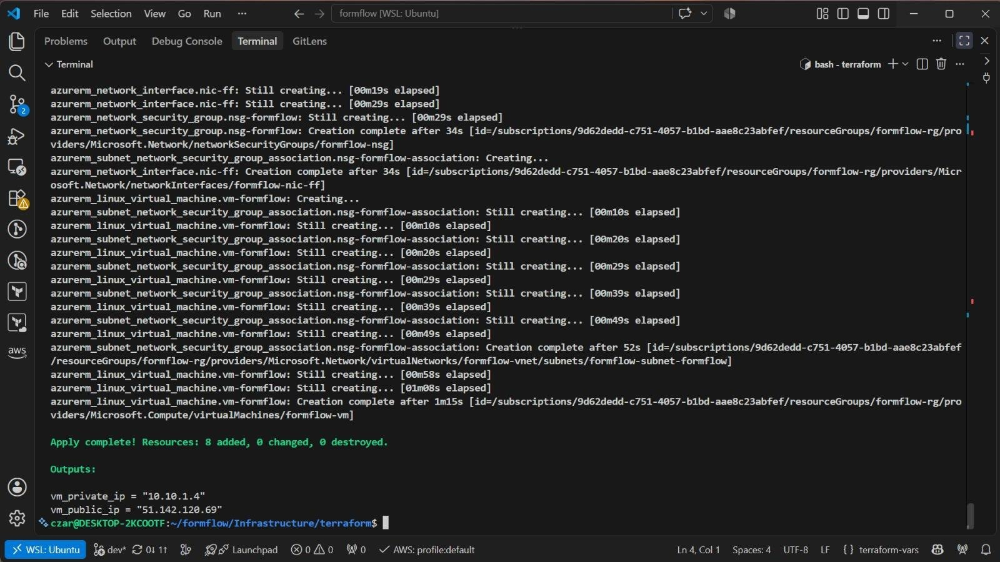 File Edit Selection View Go Run ··· formflow [WSL: Ubuntu]
Problems Output Debug Console Terminal GitLens
Terminal bash - terraform
azurerm_network_interface.nic-ff: Still creating... [00m19s elapsed]
azurerm_network_interface.nic-ff: Still creating... [00m29s elapsed]
azurerm_network_security_group.nsg-formflow: Still creating... [00m29s elapsed]
azurerm_network_security_group.nsg-formflow: Creation complete after 34s [id=/subscriptions/9d62dedd-c751-4057-b1bd-aae8c23abfef/resourceGroups/formflow-rg/pro
viders/Microsoft.Network/networkSecurityGroups/formflow-nsg]
azurerm_subnet_network_security_group_association.nsg-formflow-association: Creating...
azurerm_network_interface.nic-ff: Creation complete after 34s [id=/subscriptions/9d62dedd-c751-4057-b1bd-aae8c23abfef/resourceGroups/formflow-rg/providers/Micr
osoft.Network/networkInterfaces/formflow-nic-ff]
azurerm_linux_virtual_machine.vm-formflow: Creating...
azurerm_subnet_network_security_group_association.nsg-formflow-association: Still creating... [00m10s elapsed]
azurerm_linux_virtual_machine.vm-formflow: Still creating... [00m10s elapsed]
azurerm_subnet_network_security_group_association.nsg-formflow-association: Still creating... [00m20s elapsed]
azurerm_linux_virtual_machine.vm-formflow: Still creating... [00m20s elapsed]
azurerm_subnet_network_security_group_association.nsg-formflow-association: Still creating... [00m29s elapsed]
azurerm_linux_virtual_machine.vm-formflow: Still creating... [00m29s elapsed]
azurerm_subnet_network_security_group_association.nsg-formflow-association: Still creating... [00m39s elapsed]
azurerm_linux_virtual_machine.vm-formflow: Still creating... [00m39s elapsed]
azurerm_subnet_network_security_group_association.nsg-formflow-association: Still creating... [00m49s elapsed]
azurerm_linux_virtual_machine.vm-formflow: Still creating... [00m49s elapsed]
azurerm_subnet_network_security_group_association.nsg-formflow-association: Creation complete after 52s [id=/subscriptions/9d62dedd-c751-4057-b1bd-aae8c23abfef
/resourceGroups/formflow-rg/providers/Microsoft.Network/virtualNetworks/formflow-vnet/subnets/formflow-subnet-formflow]
azurerm_linux_virtual_machine.vm-formflow: Still creating... [00m58s elapsed]
azurerm_linux_virtual_machine.vm-formflow: Still creating... [01m08s elapsed]
azurerm_linux_virtual_machine.vm-formflow: Creation complete after 1m15s [id=/subscriptions/9d62dedd-c751-4057-b1bd-aae8c23abfef/resourceGroups/formflow-rg/pro
viders/Microsoft.Compute/virtualMachines/formflow-vm]
Apply complete! Resources: 8 added, 0 changed, 0 destroyed.
Outputs:
vm_private_ip = "10.10.1.4"
vm_public_ip = "51.142.120.69"
czar@DESKTOP-2KCOOTF:~/formflow/Infrastructure/terraform$
2
aws
WSL: Ubuntu dev* 0↓ 1↑ Launchpad 0 0 0 AWS: profile:default Ln 4, Col 1 Spaces: 4 UTF-8 LF {} terraform-vars